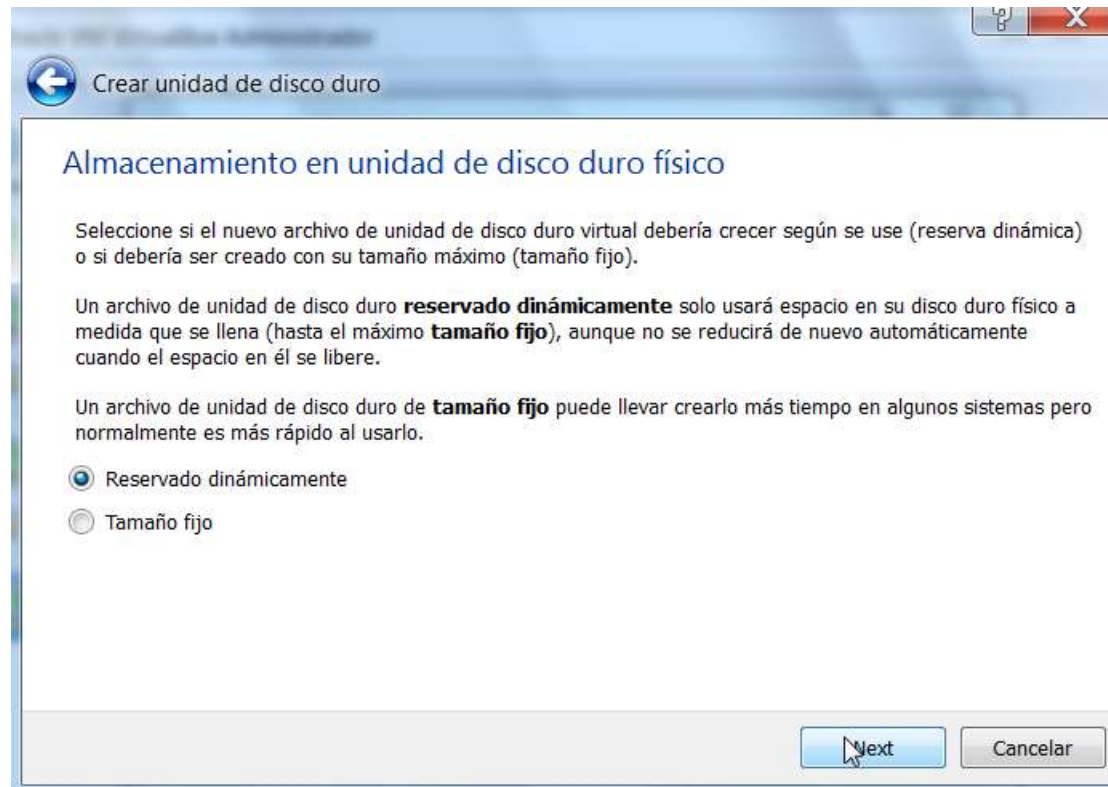 Crear unidad de disco duro
Almacenamiento en unidad de disco duro físico
Seleccione si el nuevo archivo de unidad de disco duro virtual debería crecer según se use (reserva dinámica)
o si debería ser creado con su tamaño máximo (tamaño fijo).
Un archivo de unidad de disco duro reservado dinámicamente solo usará espacio en su disco duro físico a
medida que se llena (hasta el máximo tamaño fijo), aunque no se reducirá de nuevo automáticamente
cuando el espacio en él se libere.
Un archivo de unidad de disco duro de tamaño fijo puede llevar crearlo más tiempo en algunos sistemas pero
normalmente es más rápido al usarlo.
Reservado dinámicamente
Tamaño fijo
Next Cancelar